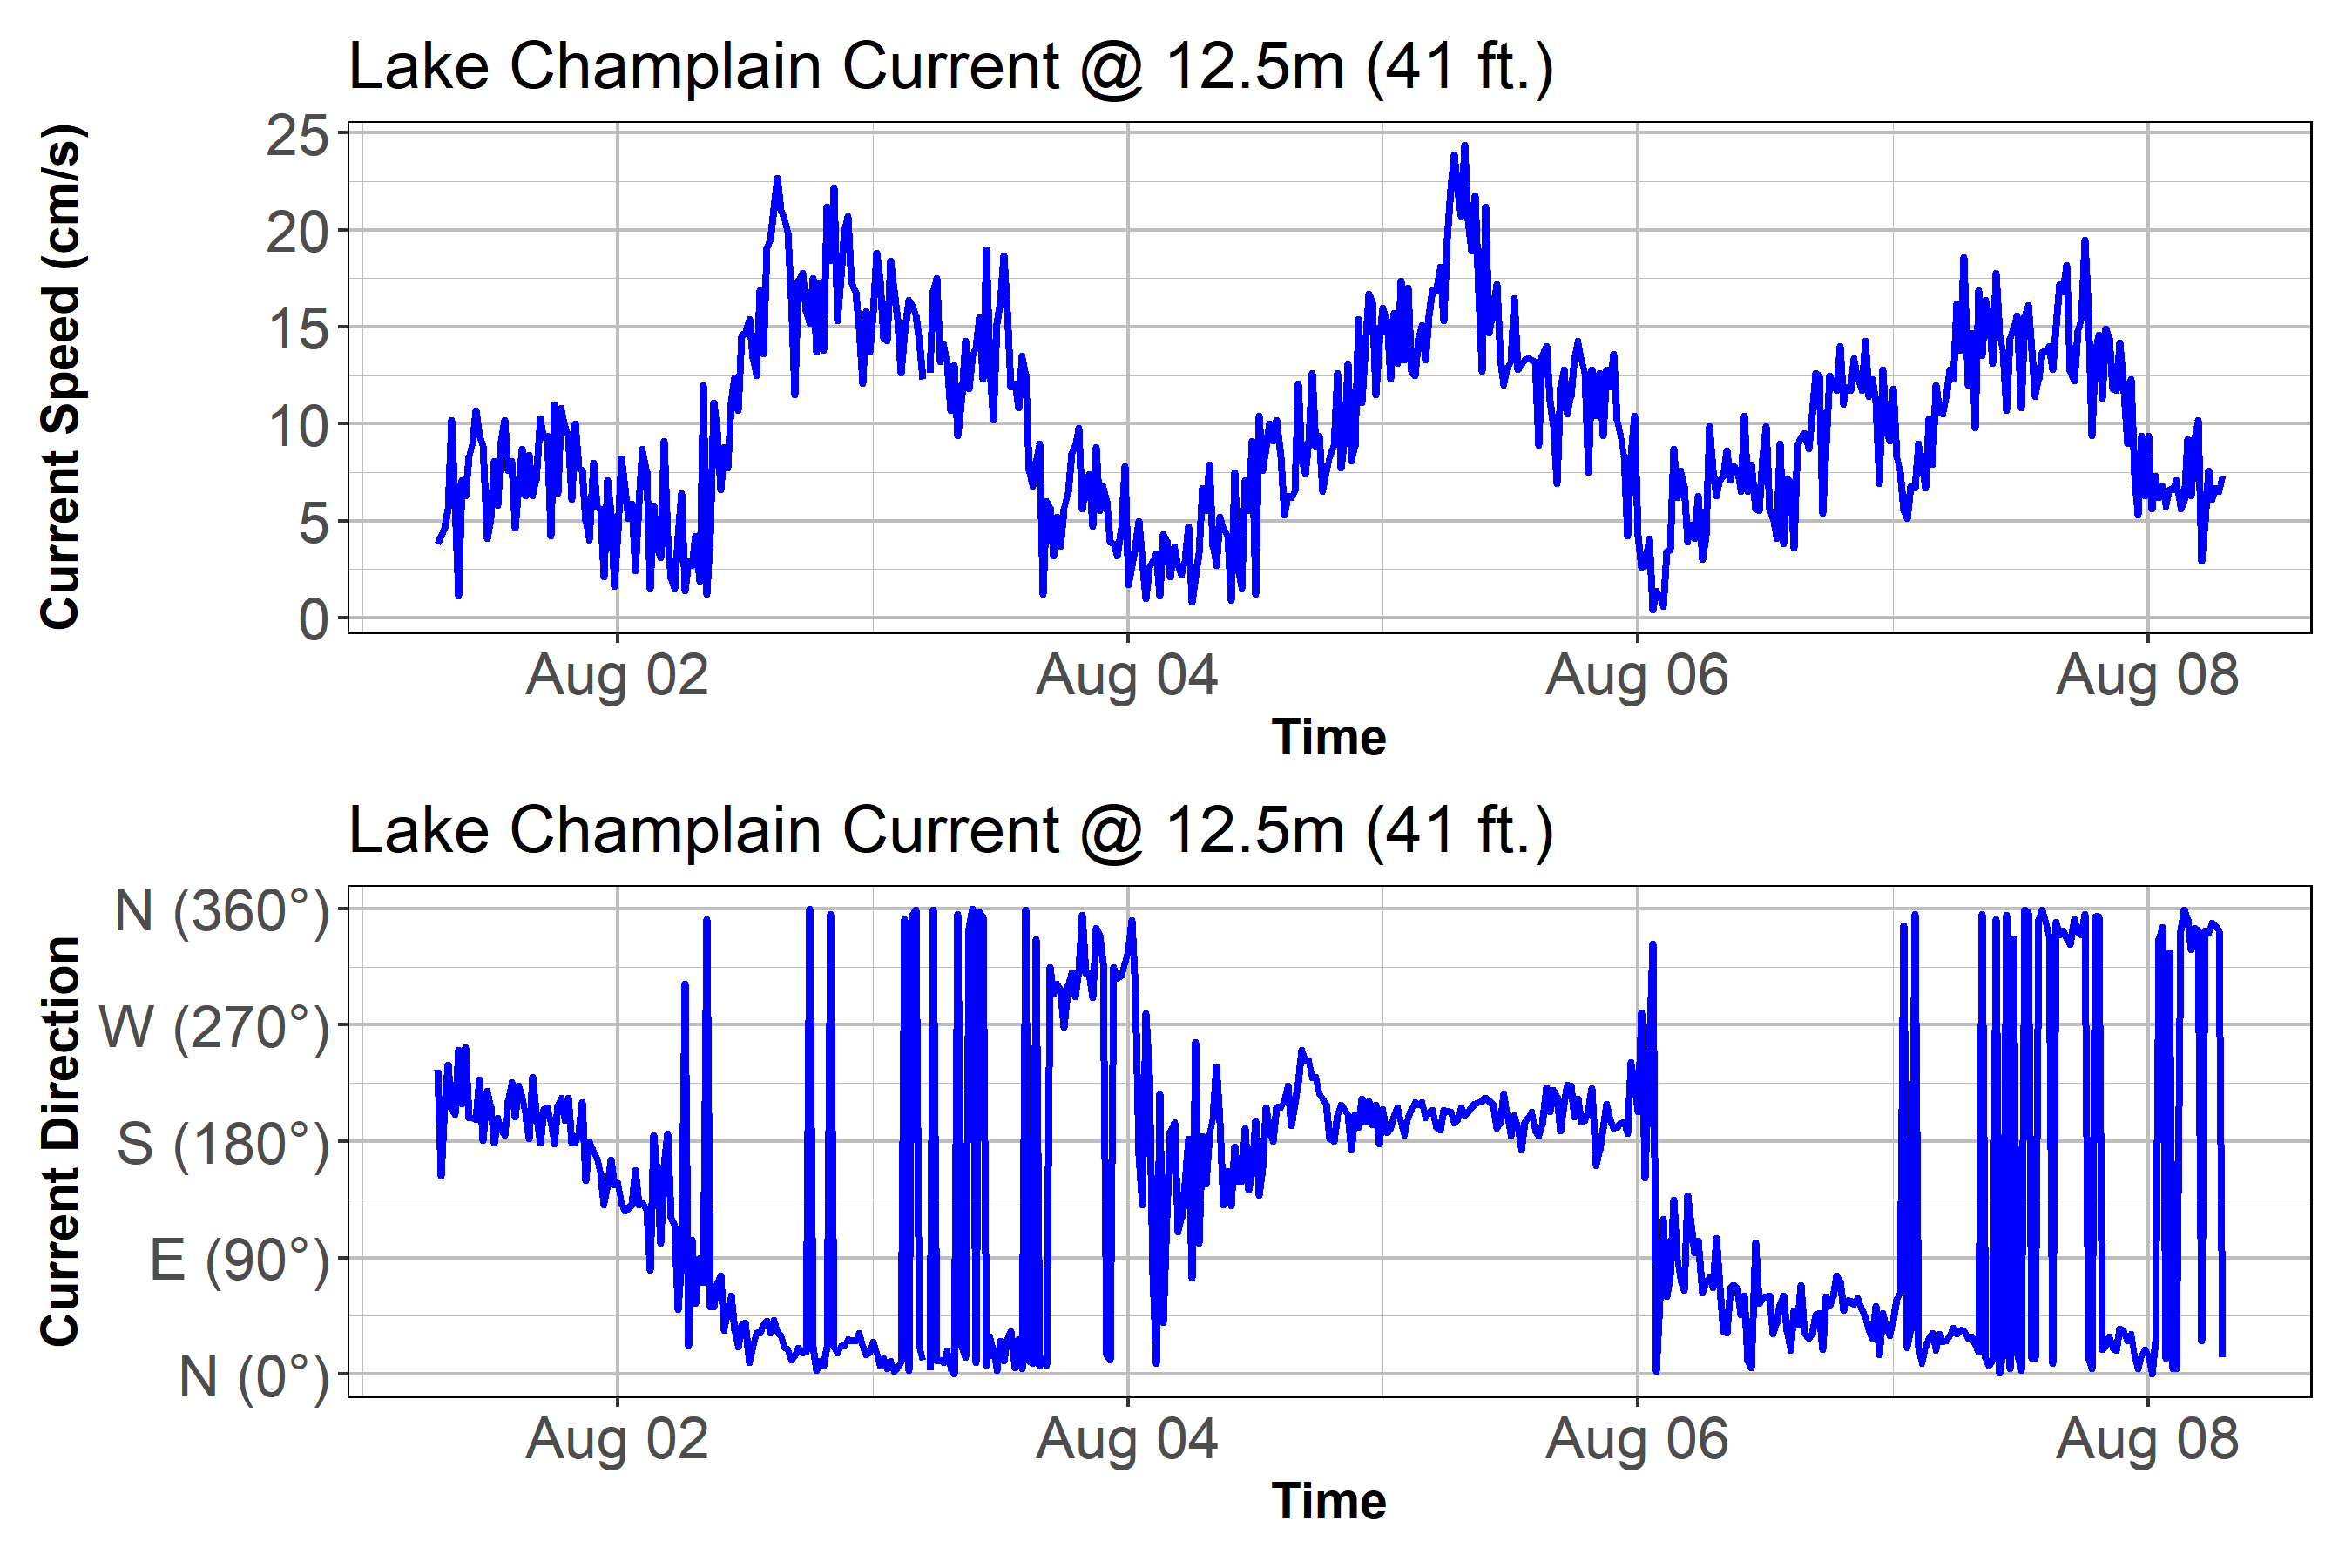 Lake Champlain Current @ 12.5m (41 ft.)
Current Speed (cm/s)
25
20
15
10
5
0
Aug 02 Aug 04 Aug 06 Aug 08
Time
Lake Champlain Current @ 12.5m (41 ft.)
Current Direction
N (360°)
W (270°)
S (180°)
E (90°)
N (0°)
Aug 02 Aug 04 Aug 06 Aug 08
Time